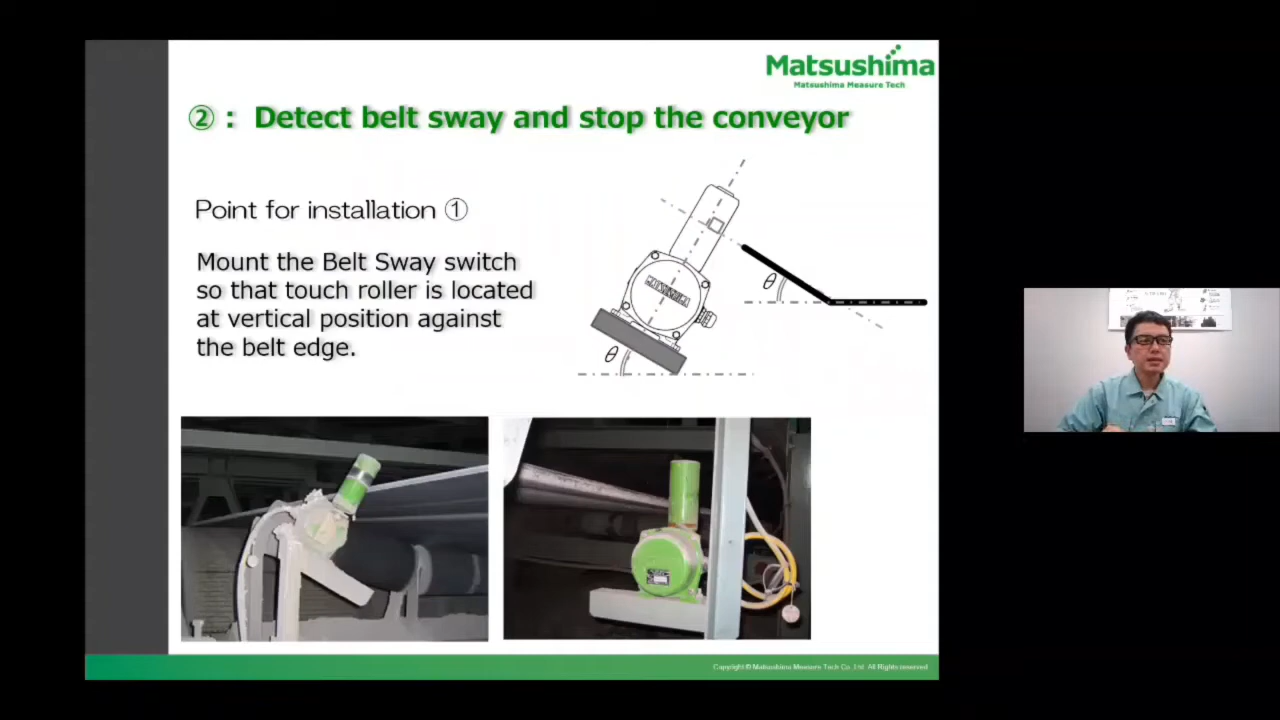 Matsushima
Matsushima Measure Tech
②： Detect belt sway and stop the conveyor
Point for installation ①
Mount the Belt Sway switch
so that touch roller is located
at vertical position against
the belt edge.
MATSUSHIMA
θ
θ
Copyright © Matsushima Measure Tech Co., Ltd. All Rights reserved